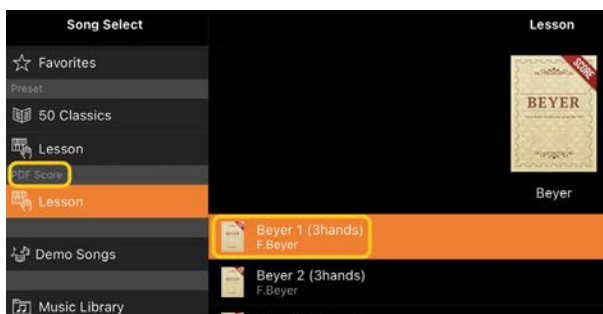 Song Select
Lesson
Favorites
Preset
50 Classics
Lesson
PDF Score
Lesson
Demo Songs
Music Library
SCORE
BEYER
Beyer
Beyer 1 (3hands)
F.Beyer
Beyer 2 (3hands)
F.Beyer